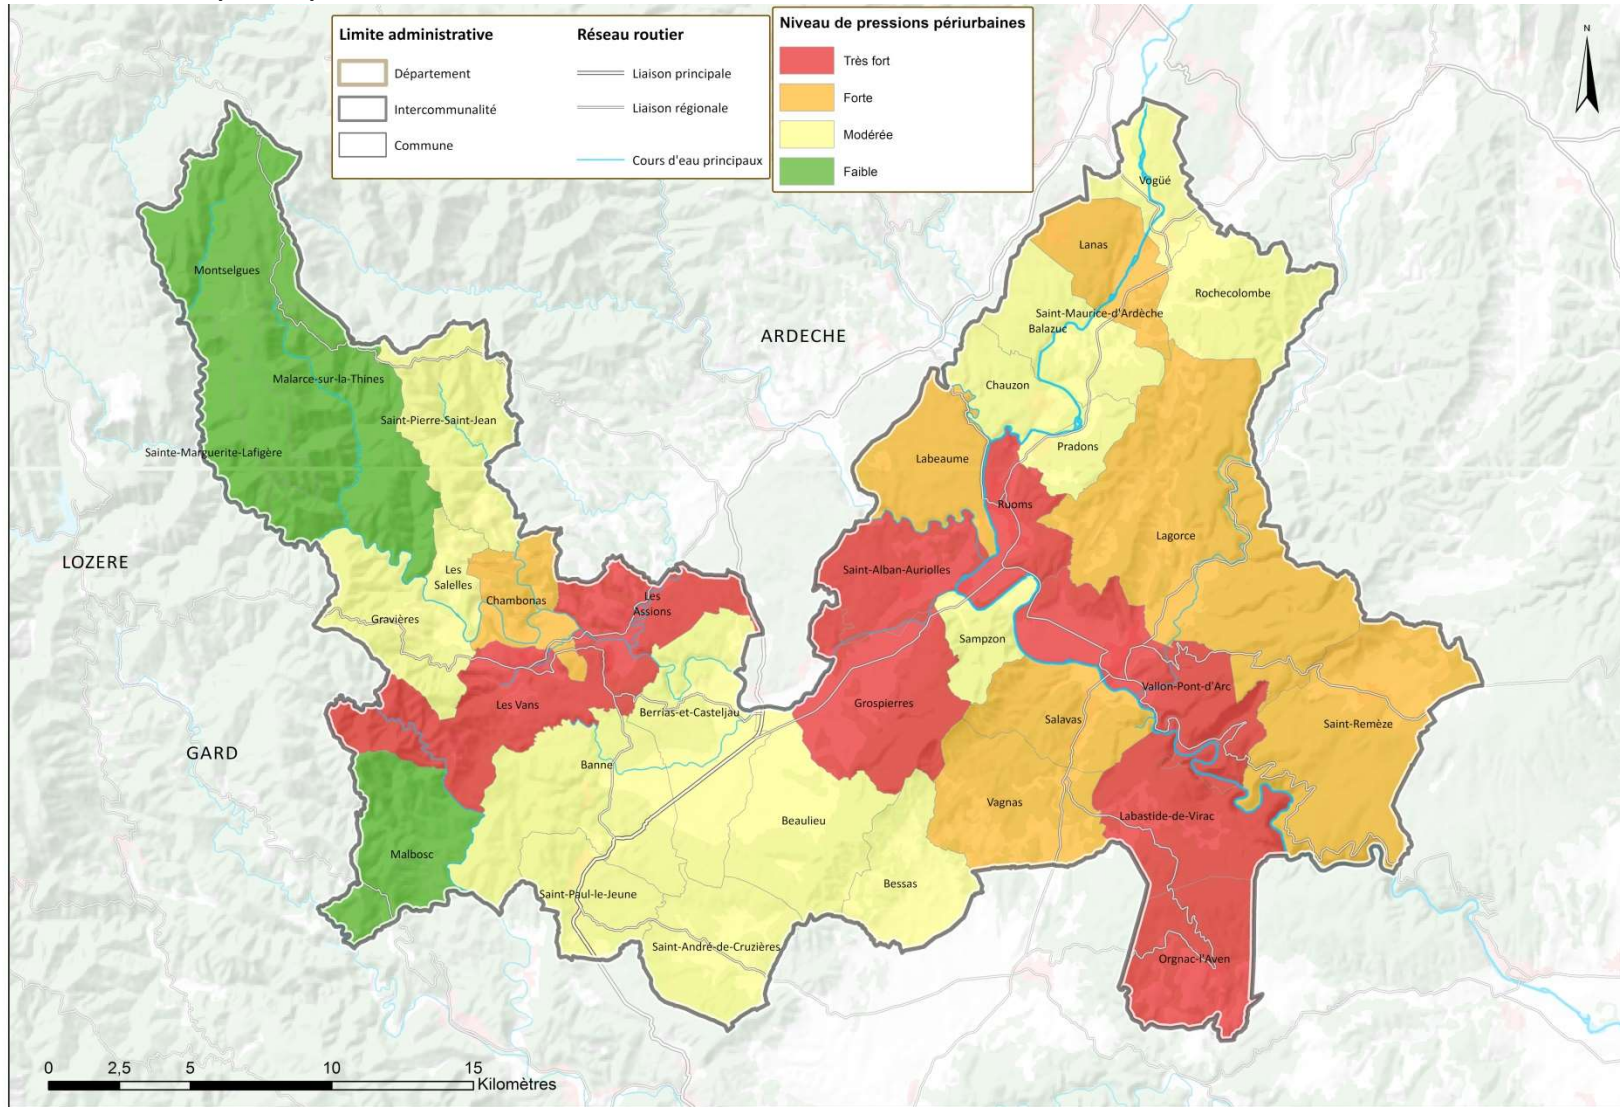 Limite administrative
Département
Intercommunalité
Commune
Réseau routier
Liaison principale
Liaison régionale
Cours d'eau principaux
Niveau de pressions périurbaines
Très fort
Forte
Modérée
Faible
N
Vogüé
Lanas
Montselgues
Rochecolombe
Saint-Maurice-d'Ardèche
Balazuc
ARDECHE
Malarce-sur-la-Thines
Chauzon
Saint-Pierre-Saint-Jean
Sainte-Marguerite-Lafigère
Pradons
Labeaume
Ruoms
Lagorce
LOZERE
Les
Salelles
Saint-Alban-Auriolles
Chambonas
Les
Assions
Gravières
Sampzon
Vallon-Pont-d'Arc
Les Vans
Grospierres
Berrias-et-Casteljau
Salavas
Saint-Remèze
GARD
Banne
Vagnas
Labastide-de-Virac
Beaulieu
Malbosc
Bessas
Saint-Paul-le-Jeune
Saint-André-de-Cruzières
Orgnac-l'Aven
0 2,5 5 10 15
Kilomètres